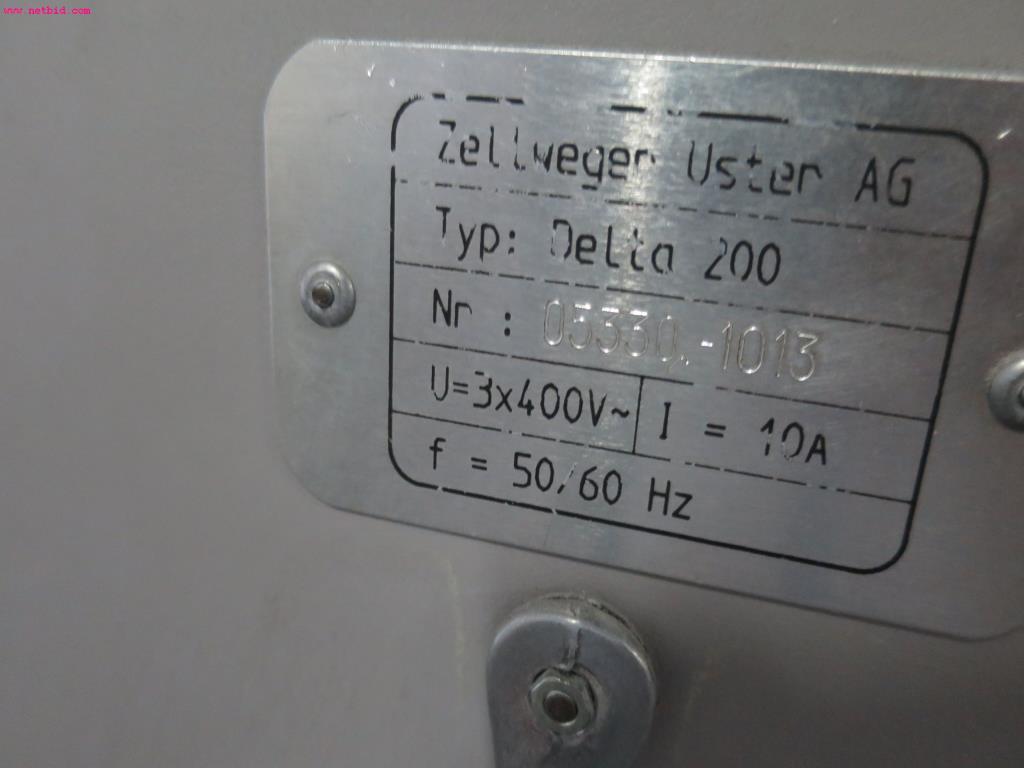 www.netbid.com
Zellweger Uster AG
Typ: Delta 200
Nr : 05330.-1013
U=3x400V~ I = 10A
f = 50/60 Hz